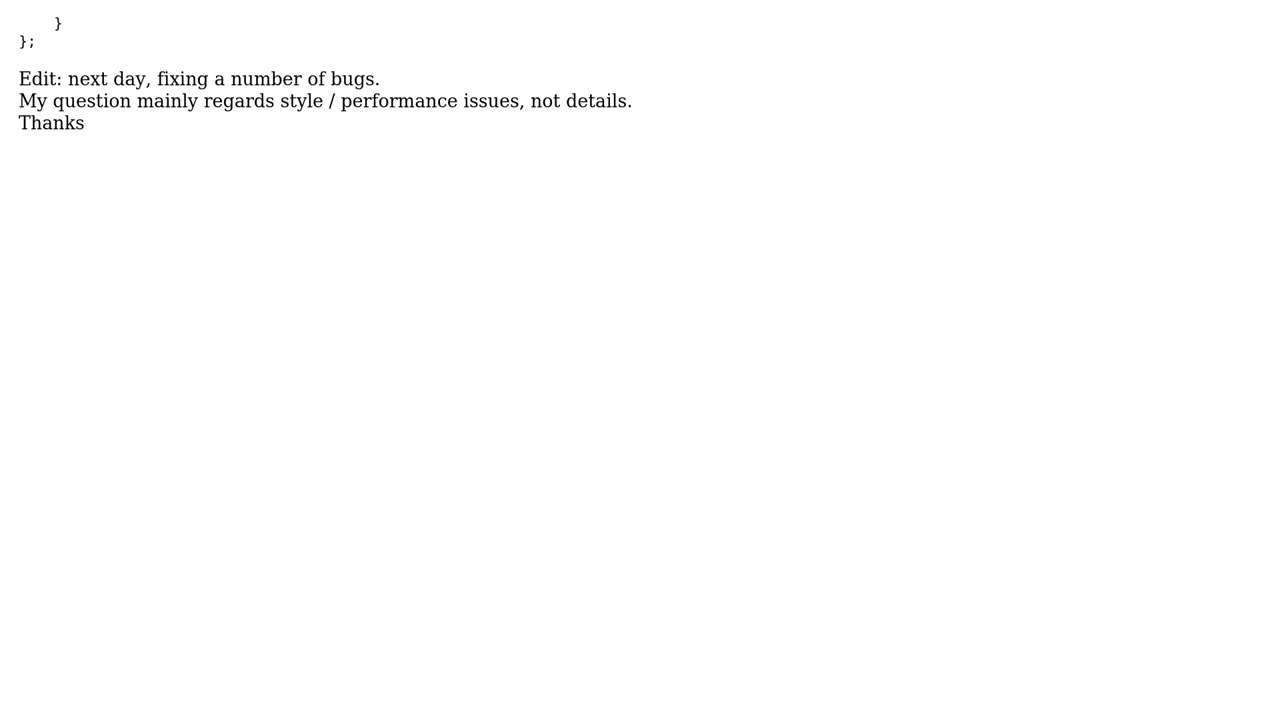 }
};
Edit: next day, fixing a number of bugs.
My question mainly regards style / performance issues, not details.
Thanks